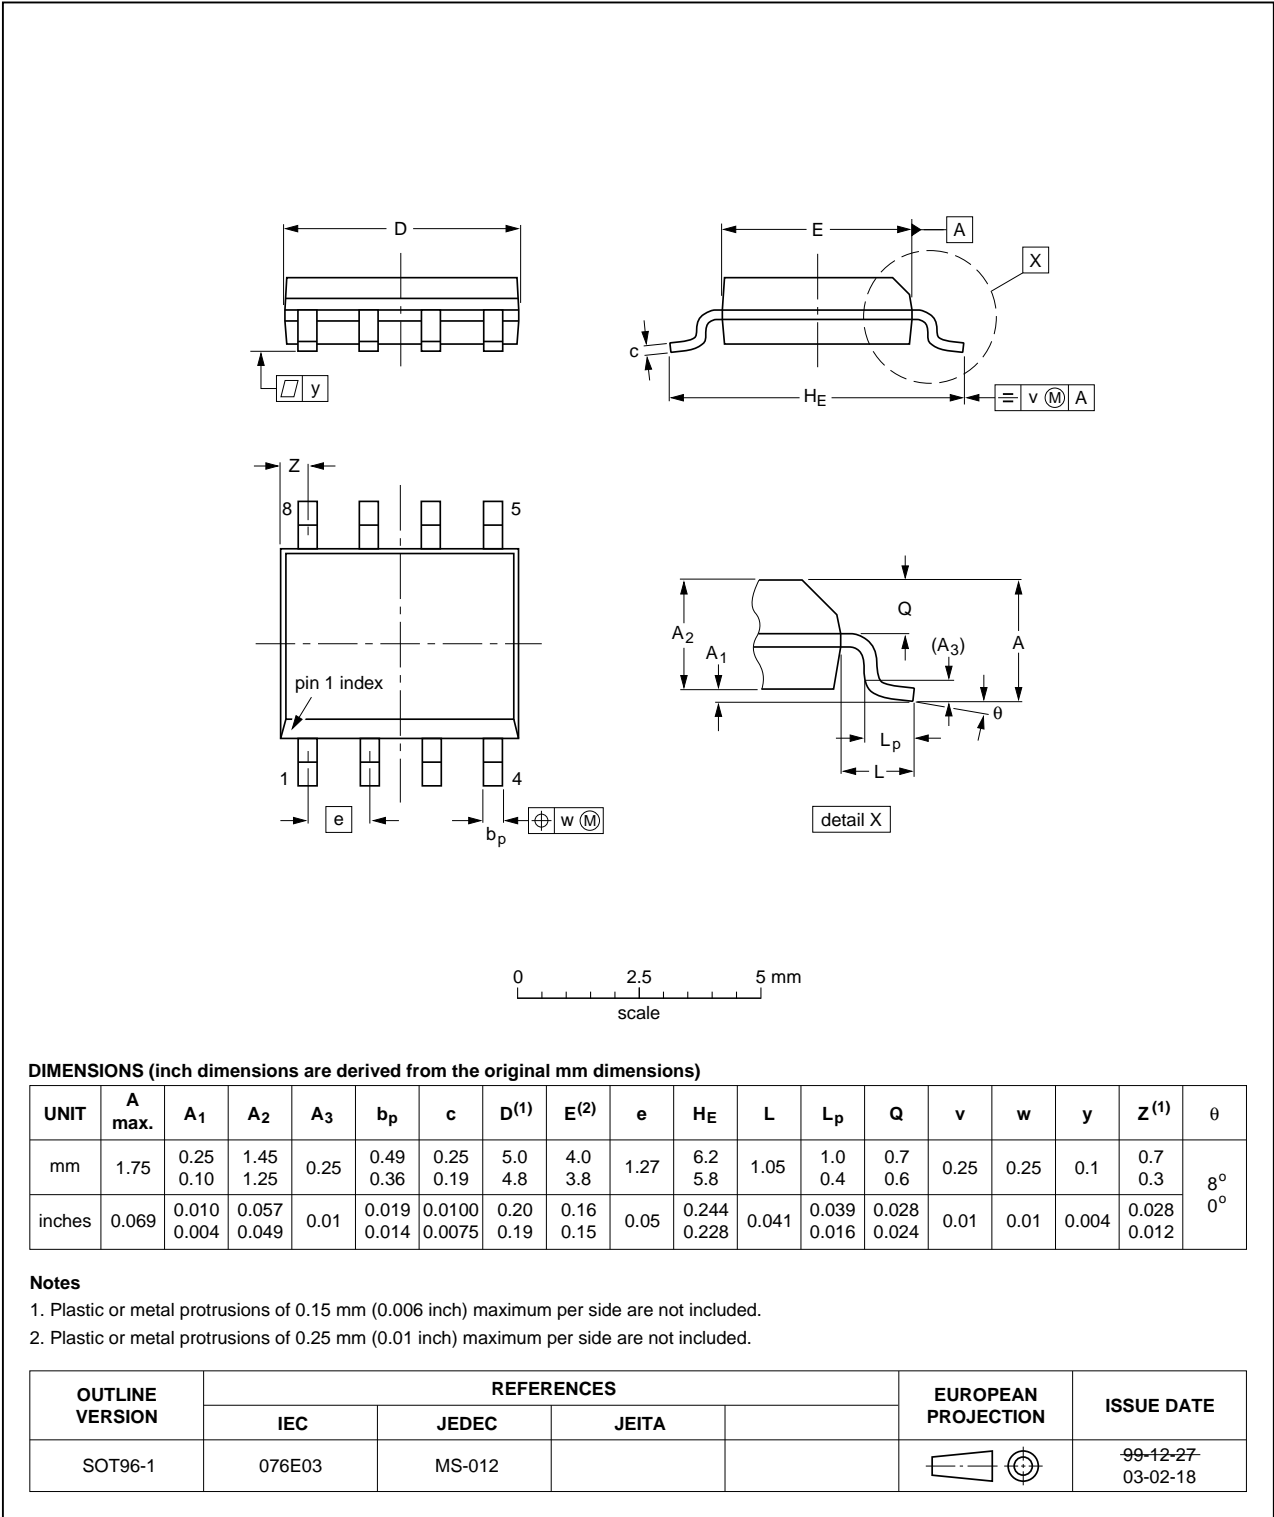 D
E
A
X
c
y
HE
v M A
Z
8
5
pin 1 index
1
4
e
bp
w M
A2
A1
Q
(A3)
A
θ
Lp
L
detail X
0 2.5 5 mm
scale
DIMENSIONS (inch dimensions are derived from the original mm dimensions)
UNIT A max. A1 A2 A3 bp c D(1) E(2) e HE L Lp Q v w y Z(1) θ
mm 1.75 0.25 0.10 1.45 1.25 0.25 0.49 0.36 0.25 0.19 5.0 4.8 4.0 3.8 1.27 6.2 5.8 1.05 1.0 0.4 0.7 0.6 0.25 0.25 0.1 0.7 0.3 8o 0o
inches 0.069 0.010 0.004 0.057 0.049 0.01 0.019 0.014 0.0100 0.0075 0.20 0.19 0.16 0.15 0.05 0.244 0.228 0.041 0.039 0.016 0.028 0.024 0.01 0.01 0.004 0.028 0.012
Notes
1. Plastic or metal protrusions of 0.15 mm (0.006 inch) maximum per side are not included.
2. Plastic or metal protrusions of 0.25 mm (0.01 inch) maximum per side are not included.
OUTLINE VERSION REFERENCES EUROPEAN PROJECTION ISSUE DATE
IEC JEDEC JEITA
SOT96-1 076E03 MS-012 99-12-27
03-02-18